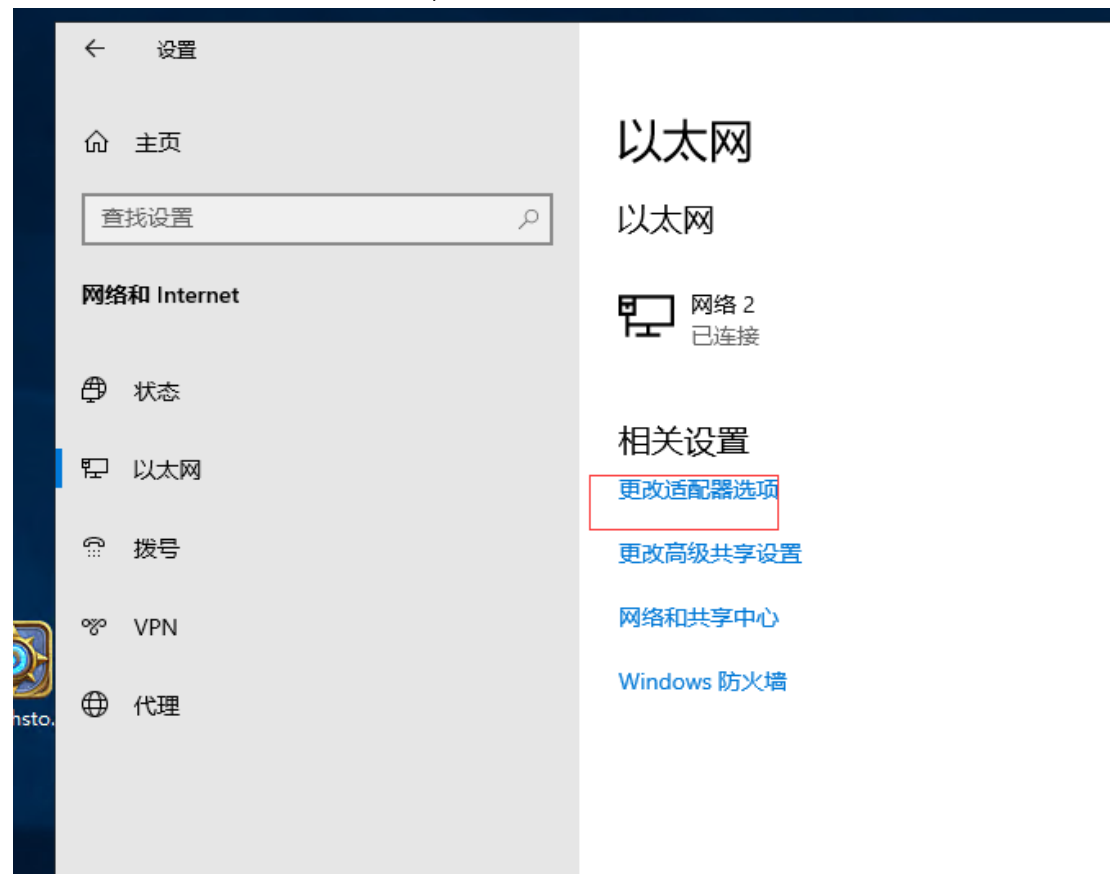 设置
主页
查找设置
网络和 Internet
状态
以太网
拨号
VPN
代理
以太网
以太网
网络 2
已连接
相关设置
更改适配器选项
更改高级共享设置
网络和共享中心
Windows 防火墙
hsto.